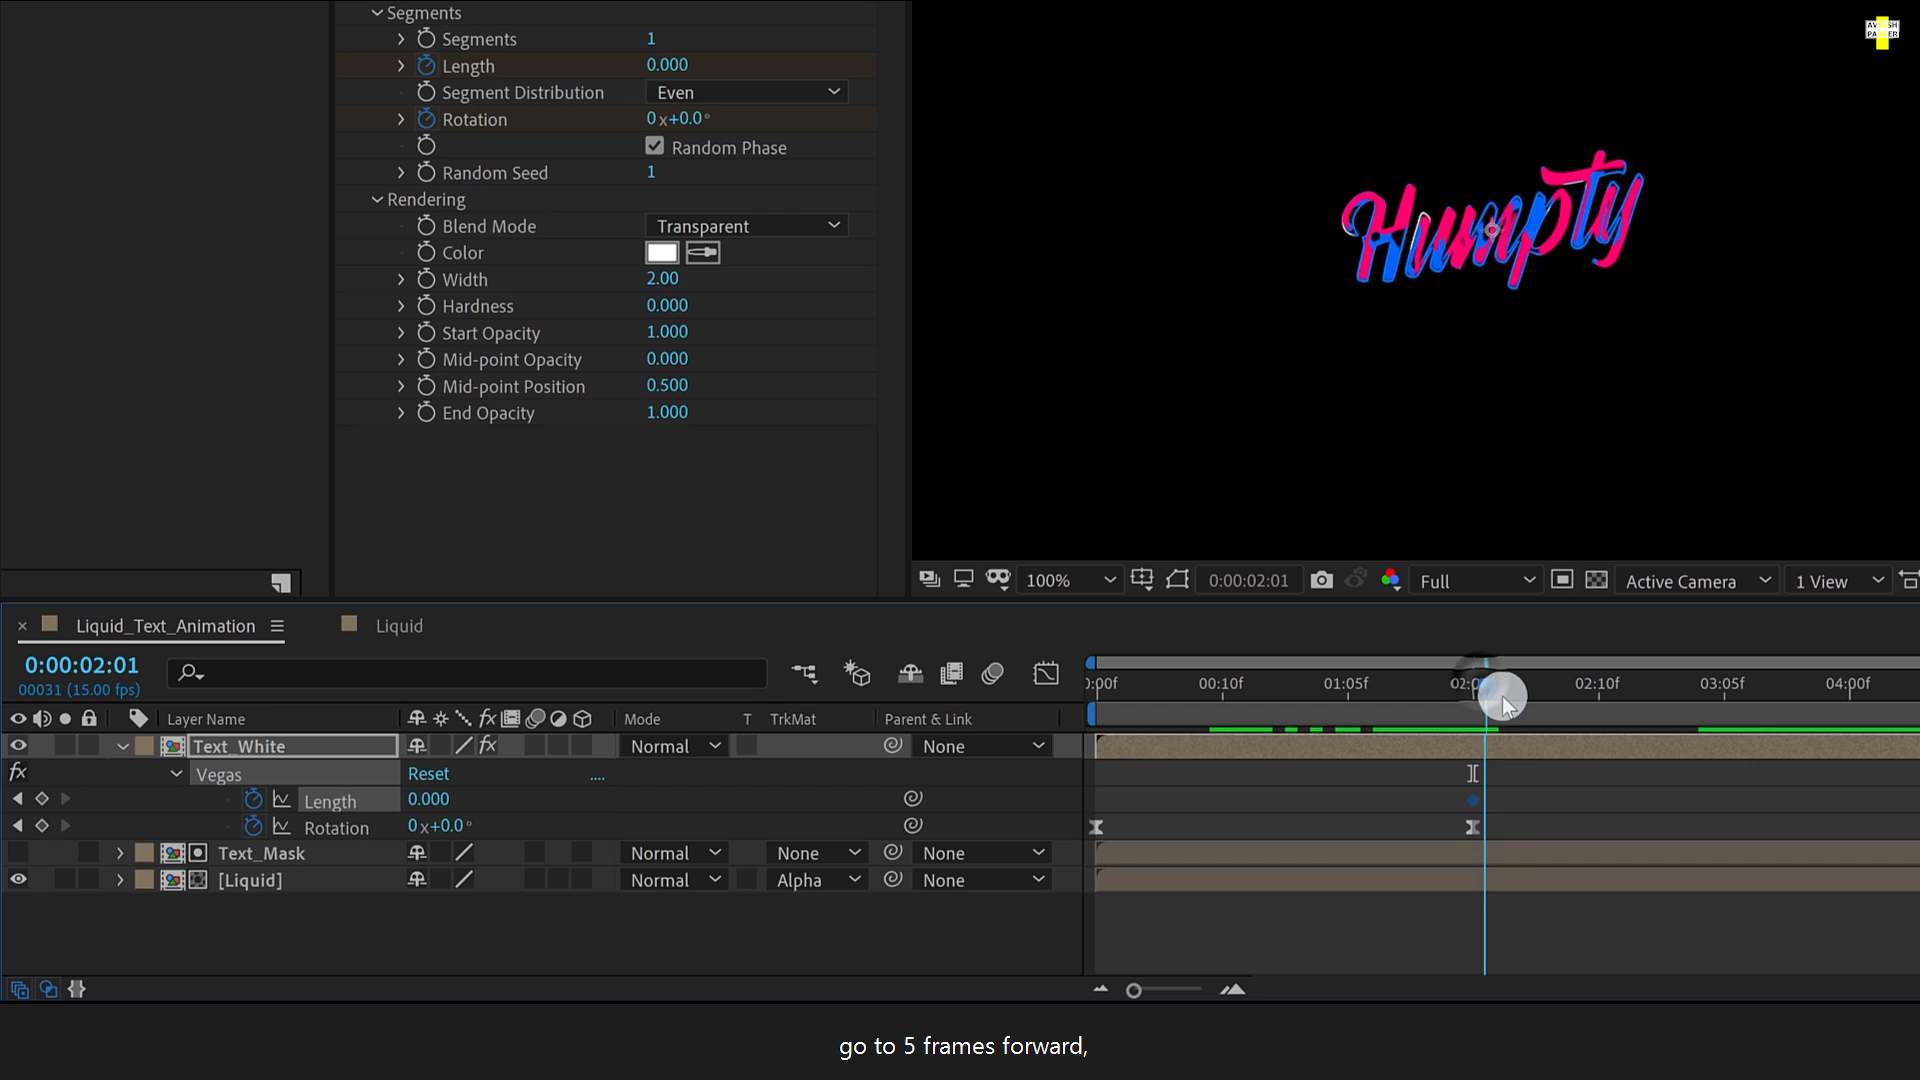 Segments
Segments 1
Length 0.000
Segment Distribution Even
Rotation 0x+0.0°
Random Phase
Random Seed 1
Rendering
Blend Mode Transparent
Color
Width 2.00
Hardness 0.000
Start Opacity 1.000
Mid-point Opacity 0.000
Mid-point Position 0.500
End Opacity 1.000
Humpty
100% 0:00:02:01 Full Active Camera 1 View
× Liquid_Text_Animation Liquid
0:00:02:01
00031 (15.00 fps)
:00f 00:10f 01:05f 02:0 02:10f 03:05f 04:00f
Layer Name fx Mode T TrkMat Parent & Link
Text_White fx Normal None
fx Vegas Reset ....
Length 0.000
Rotation 0x+0.0°
Text_Mask Normal None None
[Liquid] Normal Alpha None
go to 5 frames forward,